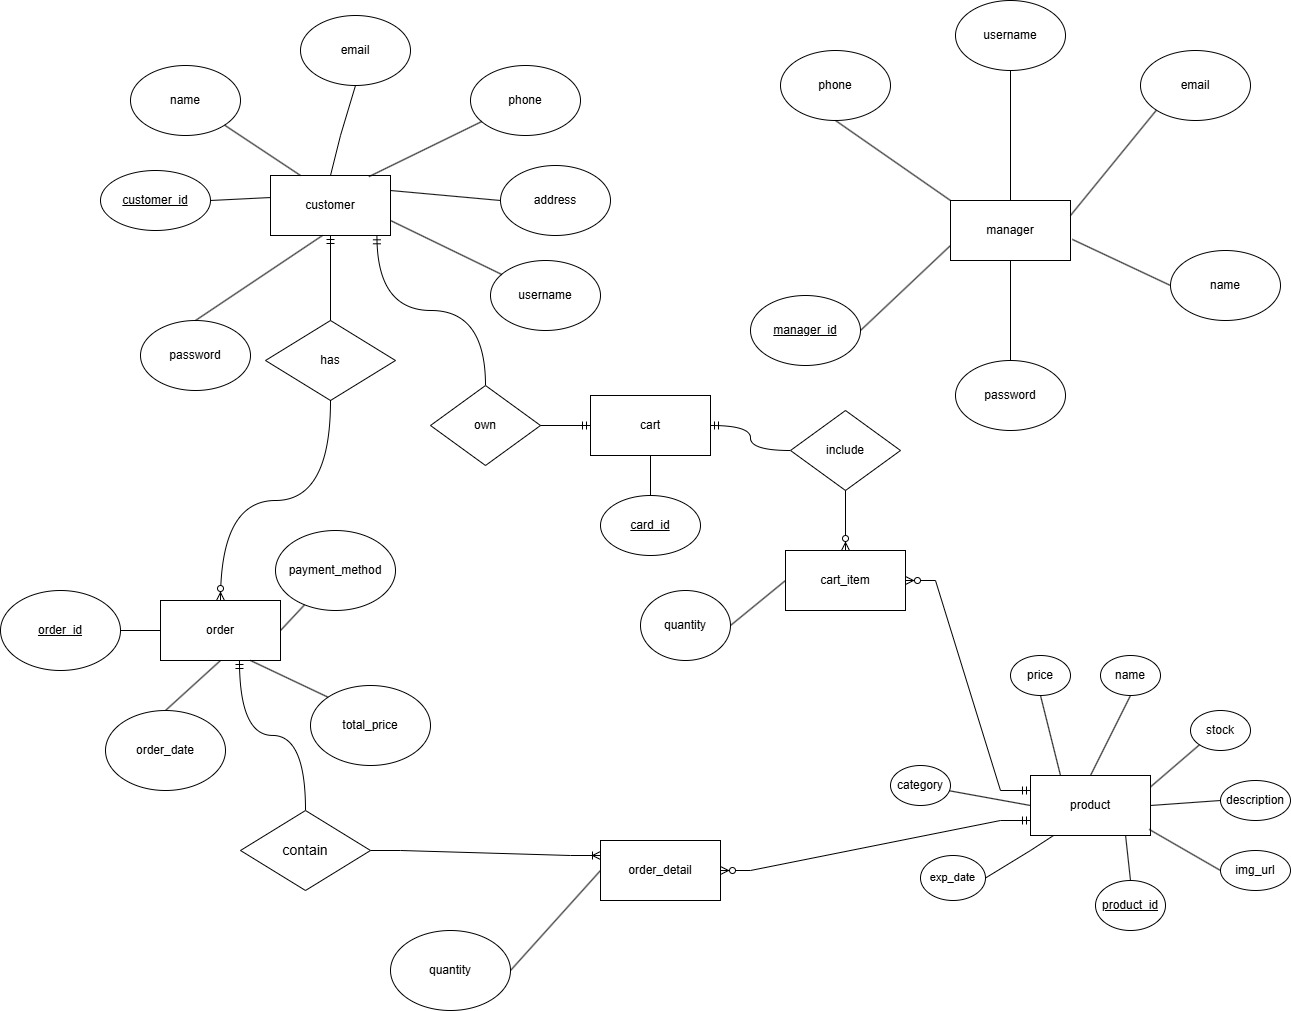 username
email
phone
email
name
phone
customer_id
customer
address
manager
username
name
manager_id
password
has
password
own
cart
include
card_id
payment_method
cart_item
order_id
order
quantity
price
name
total_price
stock
order_date
category
description
product
contain
order_detail
img_url
exp_date
product_id
quantity